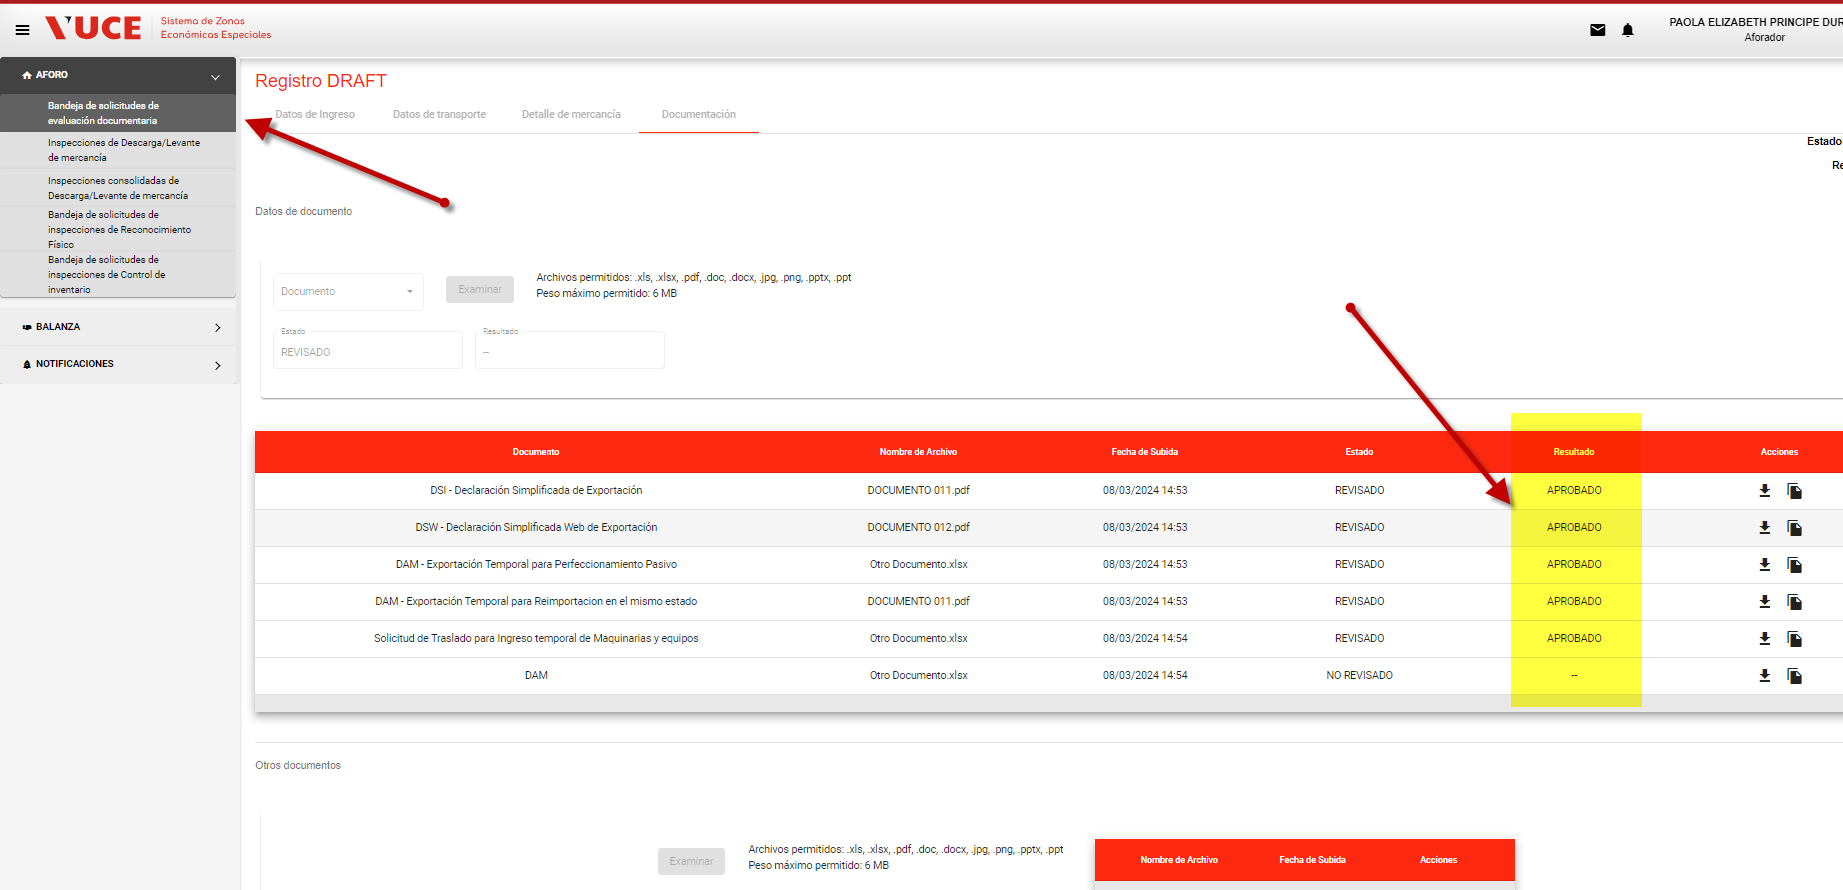 VUCE
Sistema de Zonas
Económicas Especiales
PAOLA ELIZABETH PRINCIPE DUR
Aforador
AFORO
Bandeja de solicitudes de
evaluación documentaria
Inspecciones de Descarga/Levante
de mercancía
Inspecciones consolidadas de
Descarga/Levante de mercancía
Bandeja de solicitudes de
inspecciones de Reconocimiento
Físico
Bandeja de solicitudes de
inspecciones de Control de
inventario
BALANZA
NOTIFICACIONES
Registro DRAFT
Datos de Ingreso Datos de transporte Detalle de mercancía Documentación
Estado
Re
Datos de documento
Documento Examinar
Archivos permitidos: .xls, .xlsx, .pdf, .doc, .docx, .jpg, .png, .pptx, .ppt
Peso máximo permitido: 6 MB
Estado Resultado
REVISADO --
Documento Nombre de Archivo Fecha de Subida Estado Resultado Acciones
DSI - Declaración Simplificada de Exportación DOCUMENTO 011.pdf 08/03/2024 14:53 REVISADO APROBADO
DSW - Declaración Simplificada Web de Exportación DOCUMENTO 012.pdf 08/03/2024 14:53 REVISADO APROBADO
DAM - Exportación Temporal para Perfeccionamiento Pasivo Otro Documento.xlsx 08/03/2024 14:53 REVISADO APROBADO
DAM - Exportación Temporal para Reimportacion en el mismo estado DOCUMENTO 011.pdf 08/03/2024 14:53 REVISADO APROBADO
Solicitud de Traslado para Ingreso temporal de Maquinarias y equipos Otro Documento.xlsx 08/03/2024 14:54 REVISADO APROBADO
DAM Otro Documento.xlsx 08/03/2024 14:54 NO REVISADO --
Otros documentos
Examinar
Archivos permitidos: .xls, .xlsx, .pdf, .doc, .docx, .jpg, .png, .pptx, .ppt
Peso máximo permitido: 6 MB
Nombre de Archivo Fecha de Subida Acciones